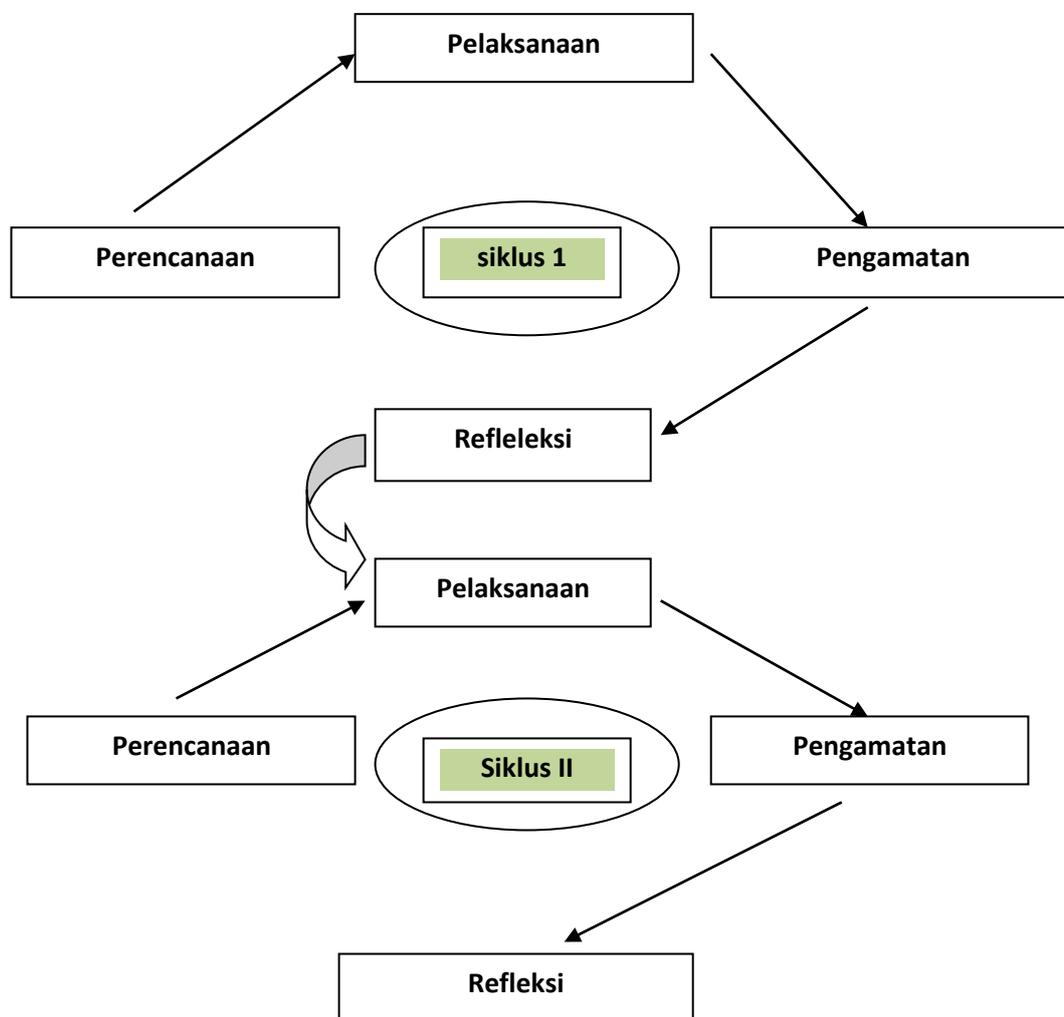 Pelaksanaan
Perencanaan
siklus 1
Pengamatan
Refleleksi
Pelaksanaan
Perencanaan
Siklus II
Pengamatan
Refleksi